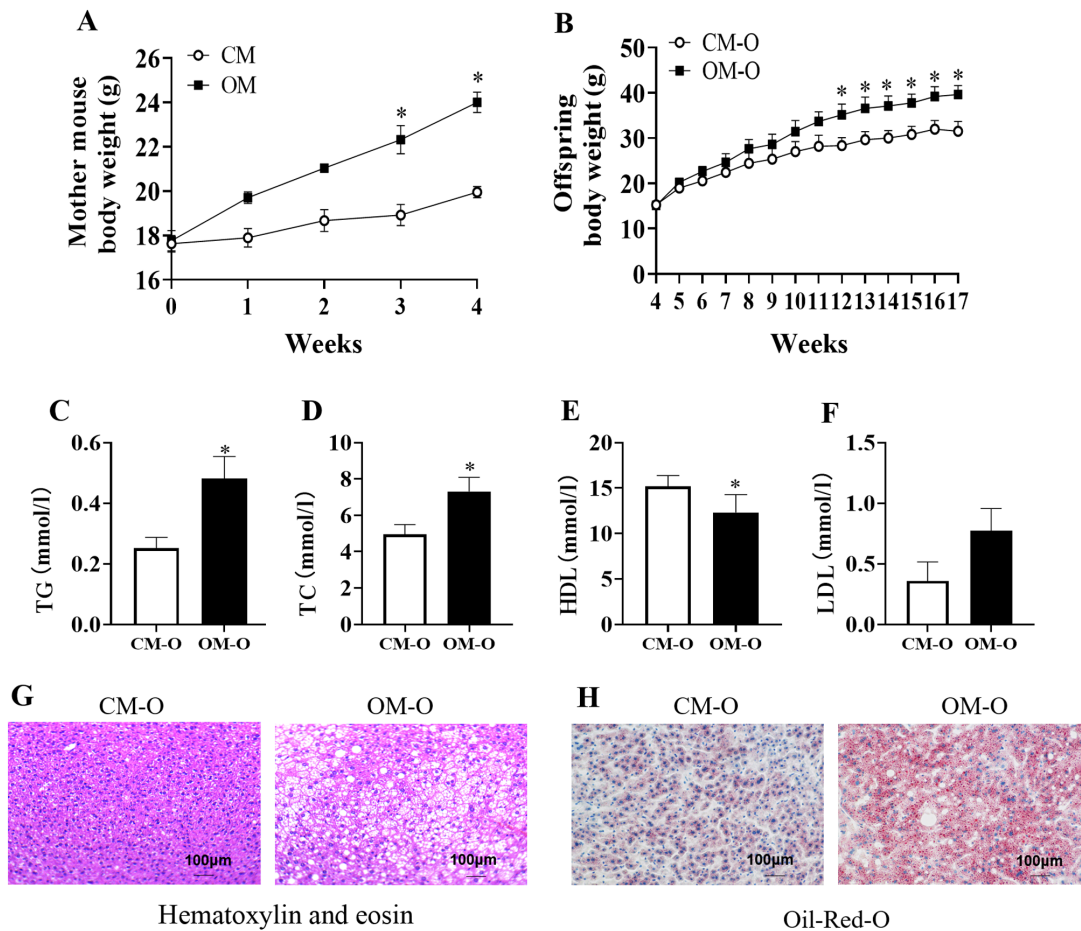 A
Mother mouse
body weight (g)
CM
OM
26
24
22
20
18
16
*
*
0 1 2 3 4
Weeks
B
Offspring
body weight (g)
CM-O
OM-O
50
40
30
20
10
0
* * * * * *
4 5 6 7 8 9 10 11 12 13 14 15 16 17
Weeks
C
TG (mmol/l)
0.6
0.4
0.2
0.0
*
CM-O OM-O
D
TC (mmol/l)
10
8
6
4
2
0
*
CM-O OM-O
E
HDL (mmol/l)
20
15
10
5
0
*
CM-O OM-O
F
LDL (mmol/l)
1.5
1.0
0.5
0.0
CM-O OM-O
G
CM-O
OM-O
100μm
100μm
Hematoxylin and eosin
H
CM-O
OM-O
100μm
100μm
Oil-Red-O